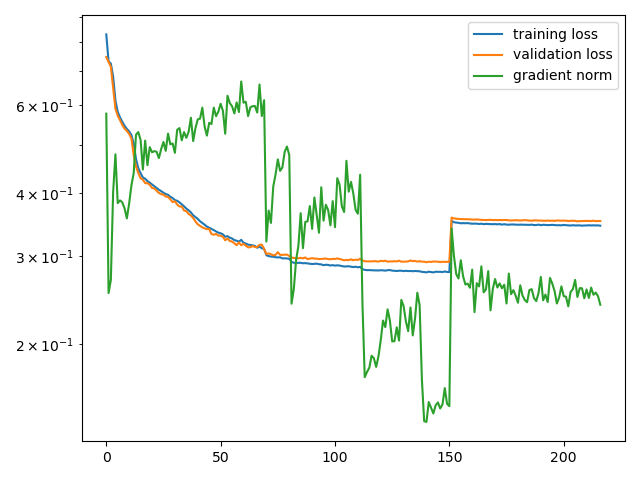 training loss
validation loss
gradient norm
6 × 10⁻¹
4 × 10⁻¹
3 × 10⁻¹
2 × 10⁻¹
0 50 100 150 200